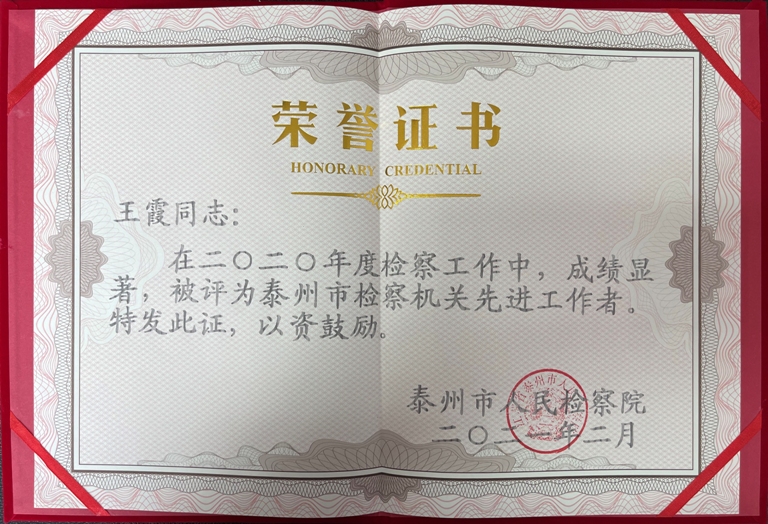 荣誉证书
HONORARY CREDENTIAL
王霞同志：
在二〇二〇年度检察工作中，成绩显
著，被评为泰州市检察机关先进工作者。
特发此证，以资鼓励。
泰州市人民检察院
二〇二一年二月